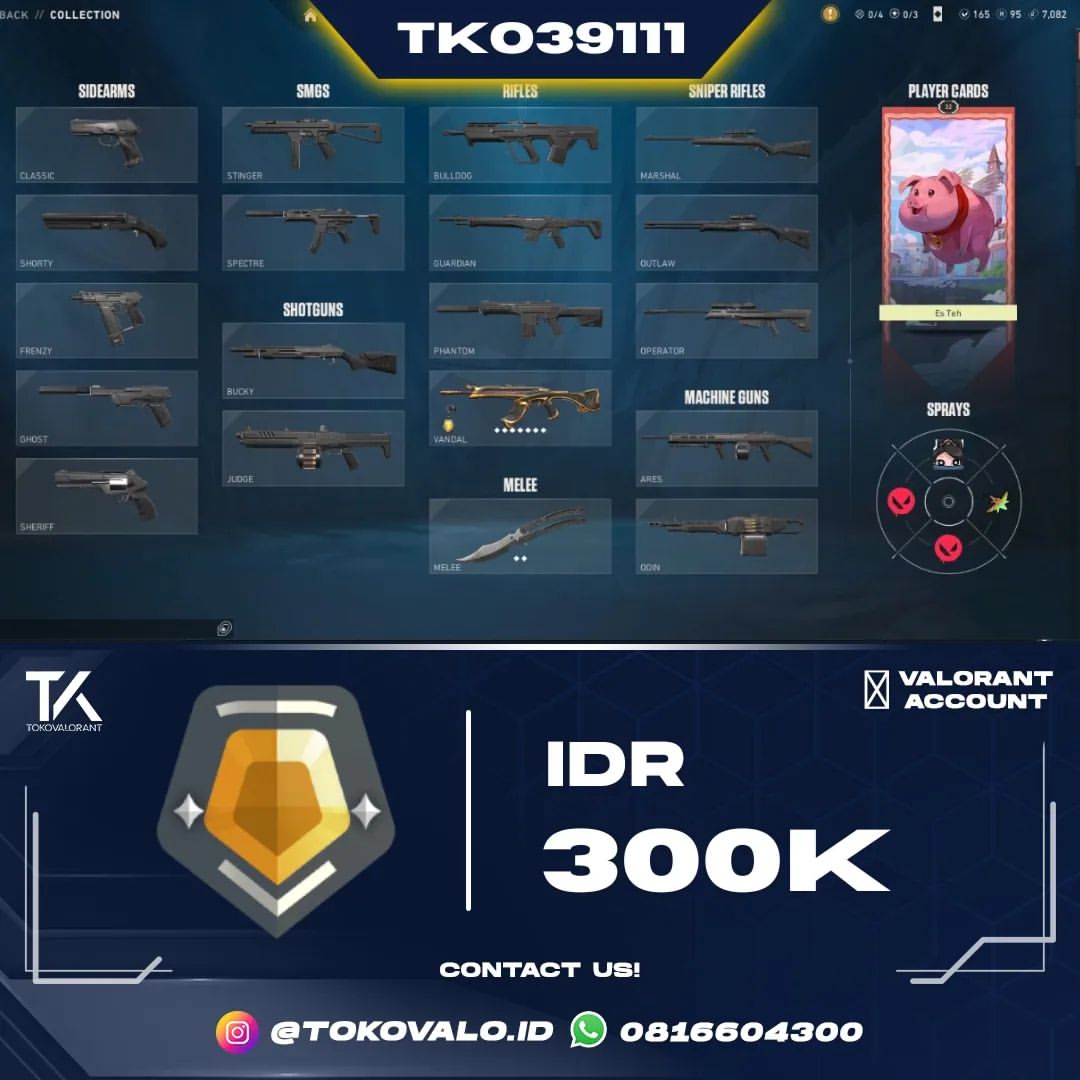 BACK // COLLECTION
TK039111
0/4 0/3 165 95 7,082
SIDEARMS
CLASSIC
SHORTY
FRENZY
GHOST
SHERIFF
SMGS
STINGER
SPECTRE
SHOTGUNS
BUCKY
JUDGE
RIFLES
BULLDOG
GUARDIAN
PHANTOM
VANDAL
MELEE
MELEE
SNIPER RIFLES
MARSHAL
OUTLAW
OPERATOR
MACHINE GUNS
ARES
ODIN
PLAYER CARDS
22
Es Teh
SPRAYS
TK
TOKOVALORANT
VALORANT
ACCOUNT
IDR
300K
CONTACT US!
@TOKOVALO.ID 0816604300